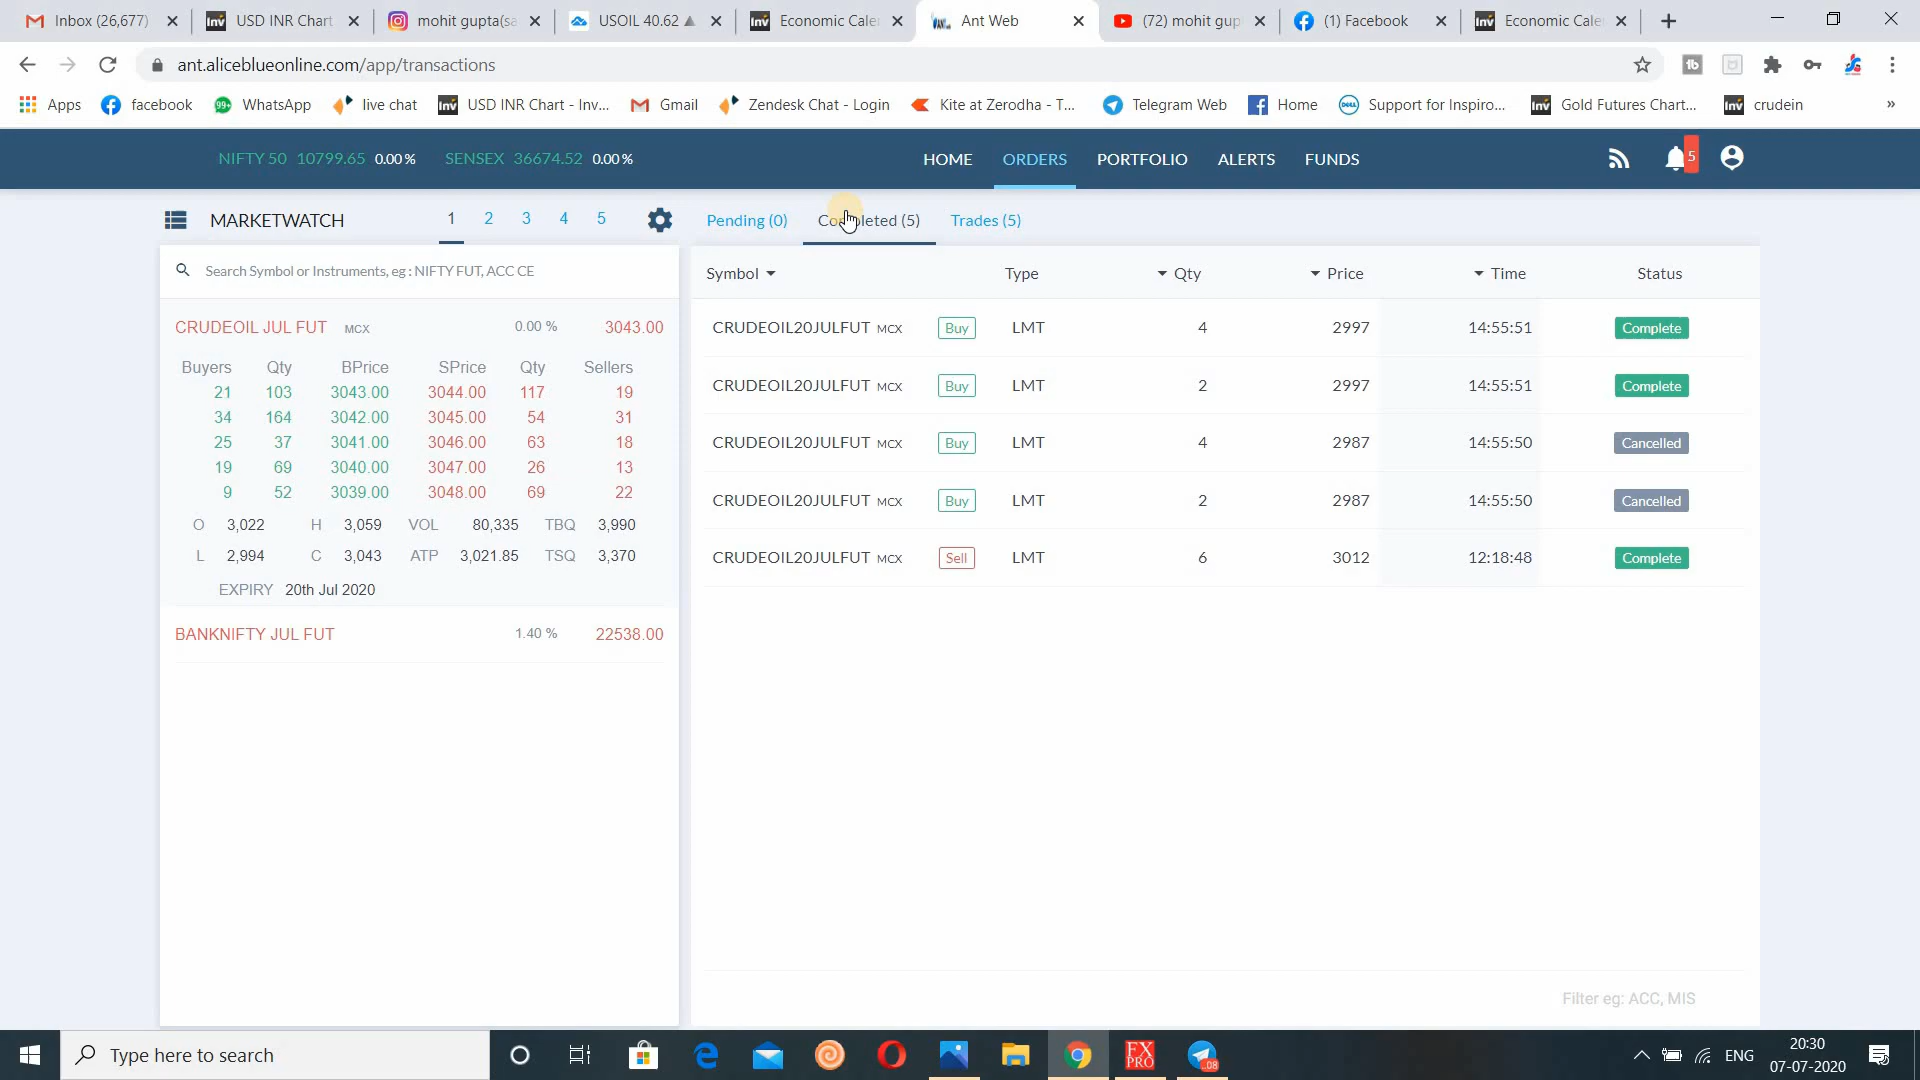 Inbox (26,677)
USD INR Chart
mohit gupta(sa
USOIL 40.62 ▲
Economic Cale
Ant Web
(72) mohit gup
(1) Facebook
Economic Cale
ant.aliceblueonline.com/app/transactions
Apps
facebook
WhatsApp
live chat
USD INR Chart - Inv...
Gmail
Zendesk Chat - Login
Kite at Zerodha - T...
Telegram Web
Home
Support for Inspiro...
Gold Futures Chart...
crudein
»
NIFTY 50 10799.65 0.00 %
SENSEX 36674.52 0.00 %
HOME ORDERS PORTFOLIO ALERTS FUNDS
5
MARKETWATCH
1 2 3 4 5
Search Symbol or Instruments, eg : NIFTY FUT, ACC CE
CRUDEOIL JUL FUT MCX 0.00 % 3043.00
Buyers Qty BPrice SPrice Qty Sellers
21 103 3043.00 3044.00 117 19
34 164 3042.00 3045.00 54 31
25 37 3041.00 3046.00 63 18
19 69 3040.00 3047.00 26 13
9 52 3039.00 3048.00 69 22
O 3,022 H 3,059 VOL 80,335 TBQ 3,990
L 2,994 C 3,043 ATP 3,021.85 TSQ 3,370
EXPIRY 20th Jul 2020
BANKNIFTY JUL FUT 1.40 % 22538.00
Pending (0) Completed (5) Trades (5)
Symbol Type Qty Price Time Status
CRUDEOIL20JULFUT MCX Buy LMT 4 2997 14:55:51 Complete
CRUDEOIL20JULFUT MCX Buy LMT 2 2997 14:55:51 Complete
CRUDEOIL20JULFUT MCX Buy LMT 4 2987 14:55:50 Cancelled
CRUDEOIL20JULFUT MCX Buy LMT 2 2987 14:55:50 Cancelled
CRUDEOIL20JULFUT MCX Sell LMT 6 3012 12:18:48 Complete
Filter eg: ACC, MIS
Type here to search
FX
PRO
.08
ENG
20:30
07-07-2020